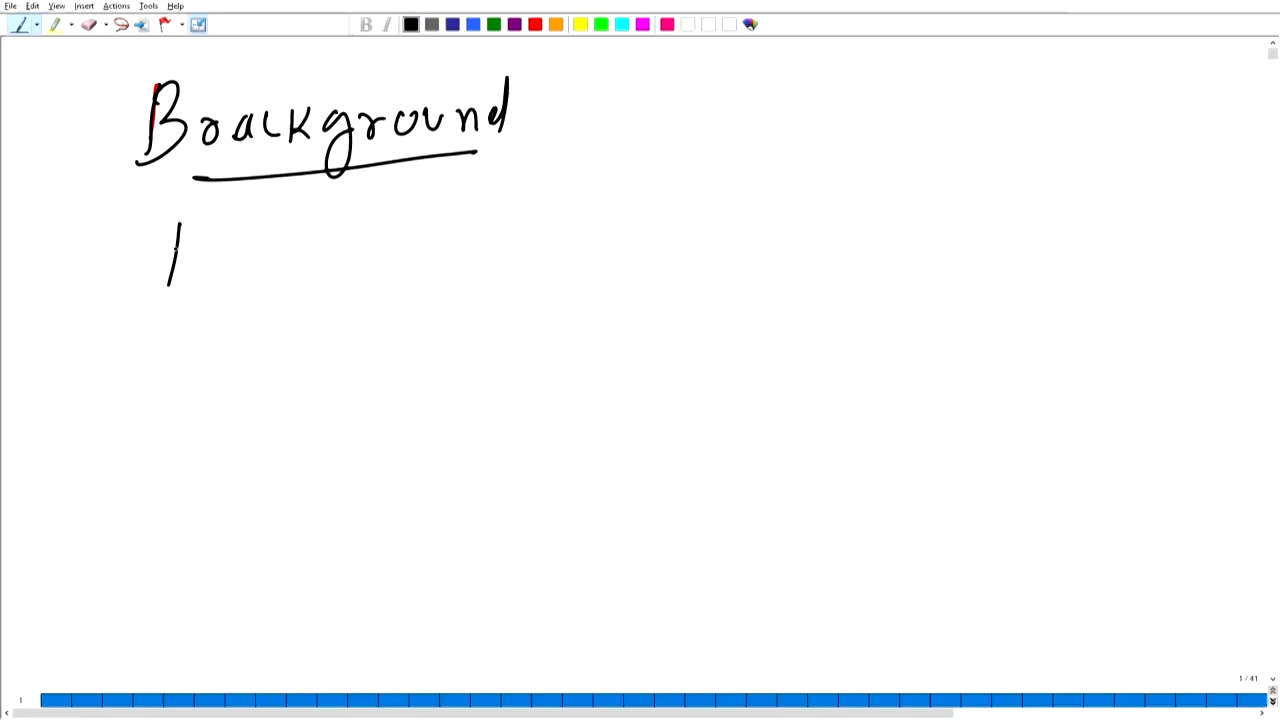 File Edit View Insert Actions Tools Help
B I
Boackground
1 / 41
1